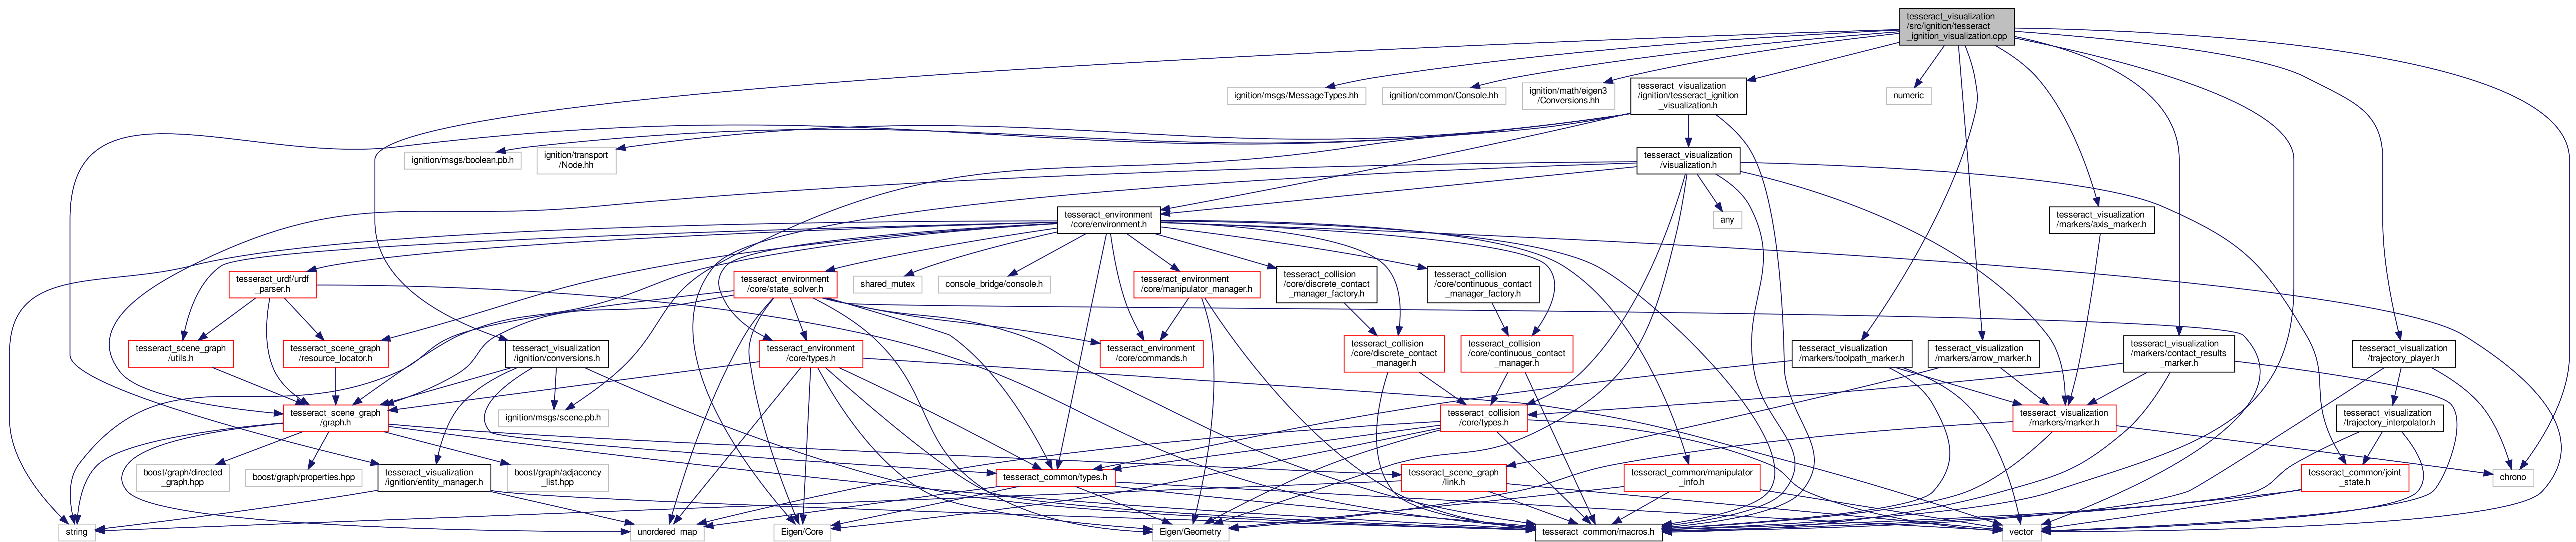 tesseract_visualization
/src/ignition/tesseract
_ignition_visualization.cpp
ignition/msgs/MessageTypes.hh
ignition/common/Console.hh
ignition/math/eigen3
/Conversions.hh
tesseract_visualization
/ignition/tesseract_ignition
_visualization.h
numeric
ignition/msgs/boolean.pb.h
ignition/transport
/Node.hh
tesseract_visualization
/visualization.h
tesseract_environment
/core/environment.h
any
tesseract_visualization
/markers/axis_marker.h
tesseract_urdf/urdf
_parser.h
tesseract_environment
/core/state_solver.h
shared_mutex
console_bridge/console.h
tesseract_environment
/core/manipulator_manager.h
tesseract_collision
/core/discrete_contact
_manager_factory.h
tesseract_collision
/core/continuous_contact
_manager_factory.h
tesseract_scene_graph
/utils.h
tesseract_scene_graph
/resource_locator.h
tesseract_visualization
/ignition/conversions.h
tesseract_environment
/core/types.h
tesseract_environment
/core/commands.h
tesseract_collision
/core/discrete_contact
_manager.h
tesseract_collision
/core/continuous_contact
_manager.h
tesseract_visualization
/markers/toolpath_marker.h
tesseract_visualization
/markers/arrow_marker.h
tesseract_visualization
/markers/contact_results
_marker.h
tesseract_visualization
/trajectory_player.h
tesseract_scene_graph
/graph.h
ignition/msgs/scene.pb.h
tesseract_collision
/core/types.h
tesseract_visualization
/markers/marker.h
tesseract_visualization
/trajectory_interpolator.h
boost/graph/directed
_graph.hpp
boost/graph/properties.hpp
tesseract_visualization
/ignition/entity_manager.h
boost/graph/adjacency
_list.hpp
tesseract_common/types.h
tesseract_scene_graph
/link.h
tesseract_common/manipulator
_info.h
tesseract_common/joint
_state.h
chrono
string
unordered_map
Eigen/Core
Eigen/Geometry
tesseract_common/macros.h
vector